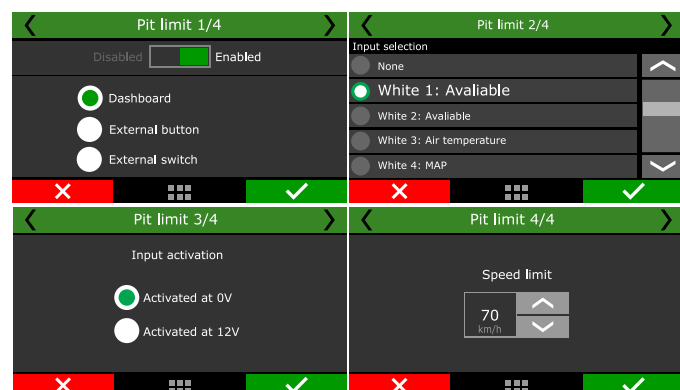 Pit limit 1/4
Disabled Enabled
Dashboard
External button
External switch
Pit limit 2/4
Input selection
None
White 1: Avaliable
White 2: Avaliable
White 3: Air temperature
White 4: MAP
Pit limit 3/4
Input activation
Activated at 0V
Activated at 12V
Pit limit 4/4
Speed limit
70
km/h